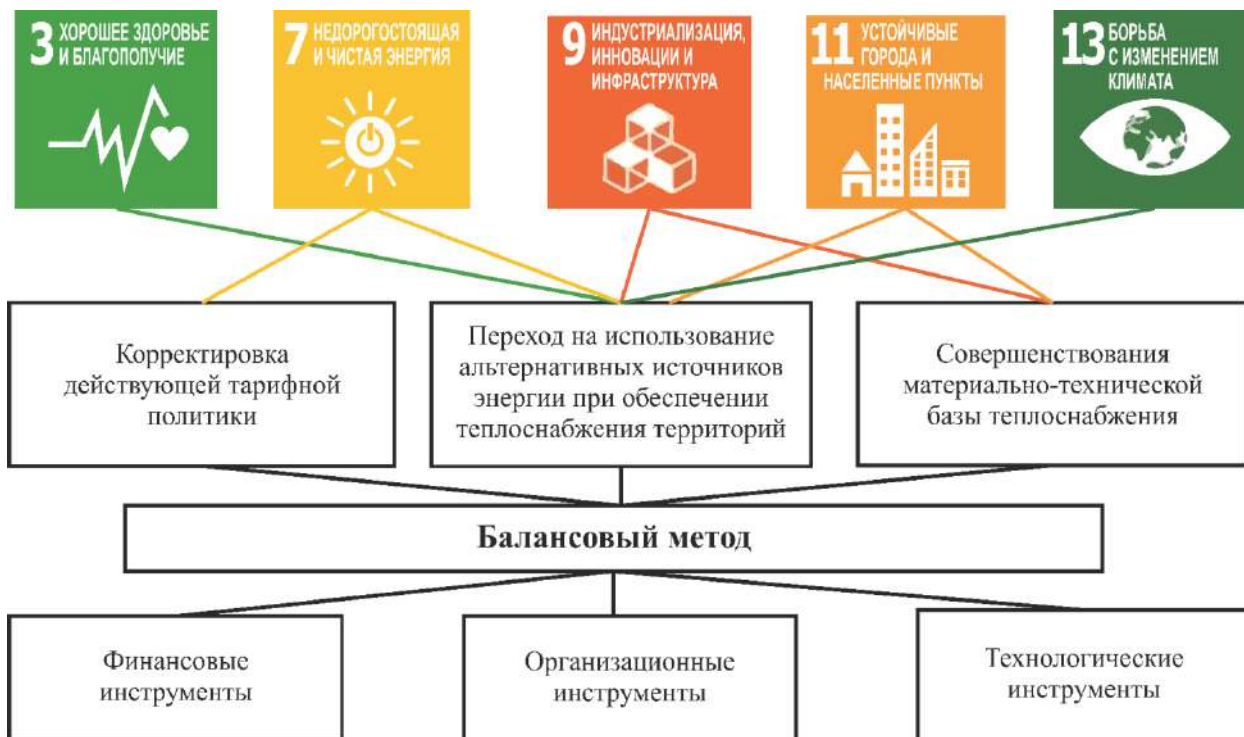 3 ХОРОШЕЕ ЗДОРОВЬЕ
И БЛАГОПОЛУЧИЕ
7 НЕДОРОГОСТОЯЩАЯ
И ЧИСТАЯ ЭНЕРГИЯ
9 ИНДУСТРИАЛИЗАЦИЯ,
ИННОВАЦИИ И
ИНФРАСТРУКТУРА
11 УСТОЙЧИВЫЕ
ГОРОДА И
НАСЕЛЕННЫЕ ПУНКТЫ
13 БОРЬБА
С ИЗМЕНЕНИЕМ
КЛИМАТА
Корректировка
действующей тарифной
политики
Переход на использование
альтернативных источников
энергии при обеспечении
теплоснабжения территорий
Совершенствования
материально-технической
базы теплоснабжения
Балансовый метод
Финансовые
инструменты
Организационные
инструменты
Технологические
инструменты